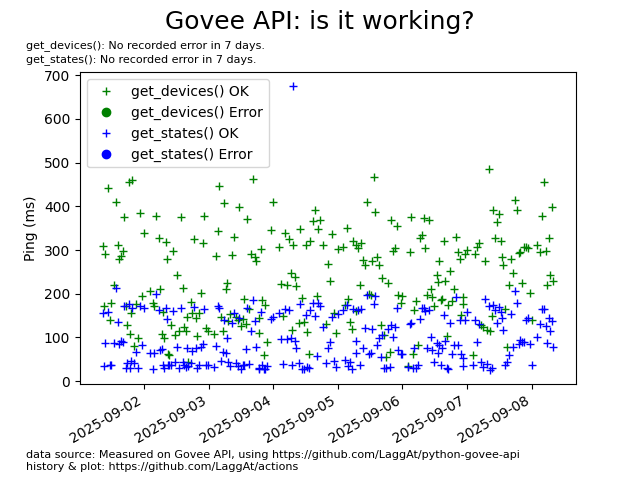 Govee API: is it working?
get_devices(): No recorded error in 7 days.
get_states(): No recorded error in 7 days.
700
600
500
400
300
200
100
0
Ping (ms)
get_devices() OK
get_devices() Error
get_states() OK
get_states() Error
2025-09-02
2025-09-03
2025-09-04
2025-09-05
2025-09-06
2025-09-07
2025-09-08
data source: Measured on Govee API, using https://github.com/LaggAt/python-govee-api
history & plot: https://github.com/LaggAt/actions